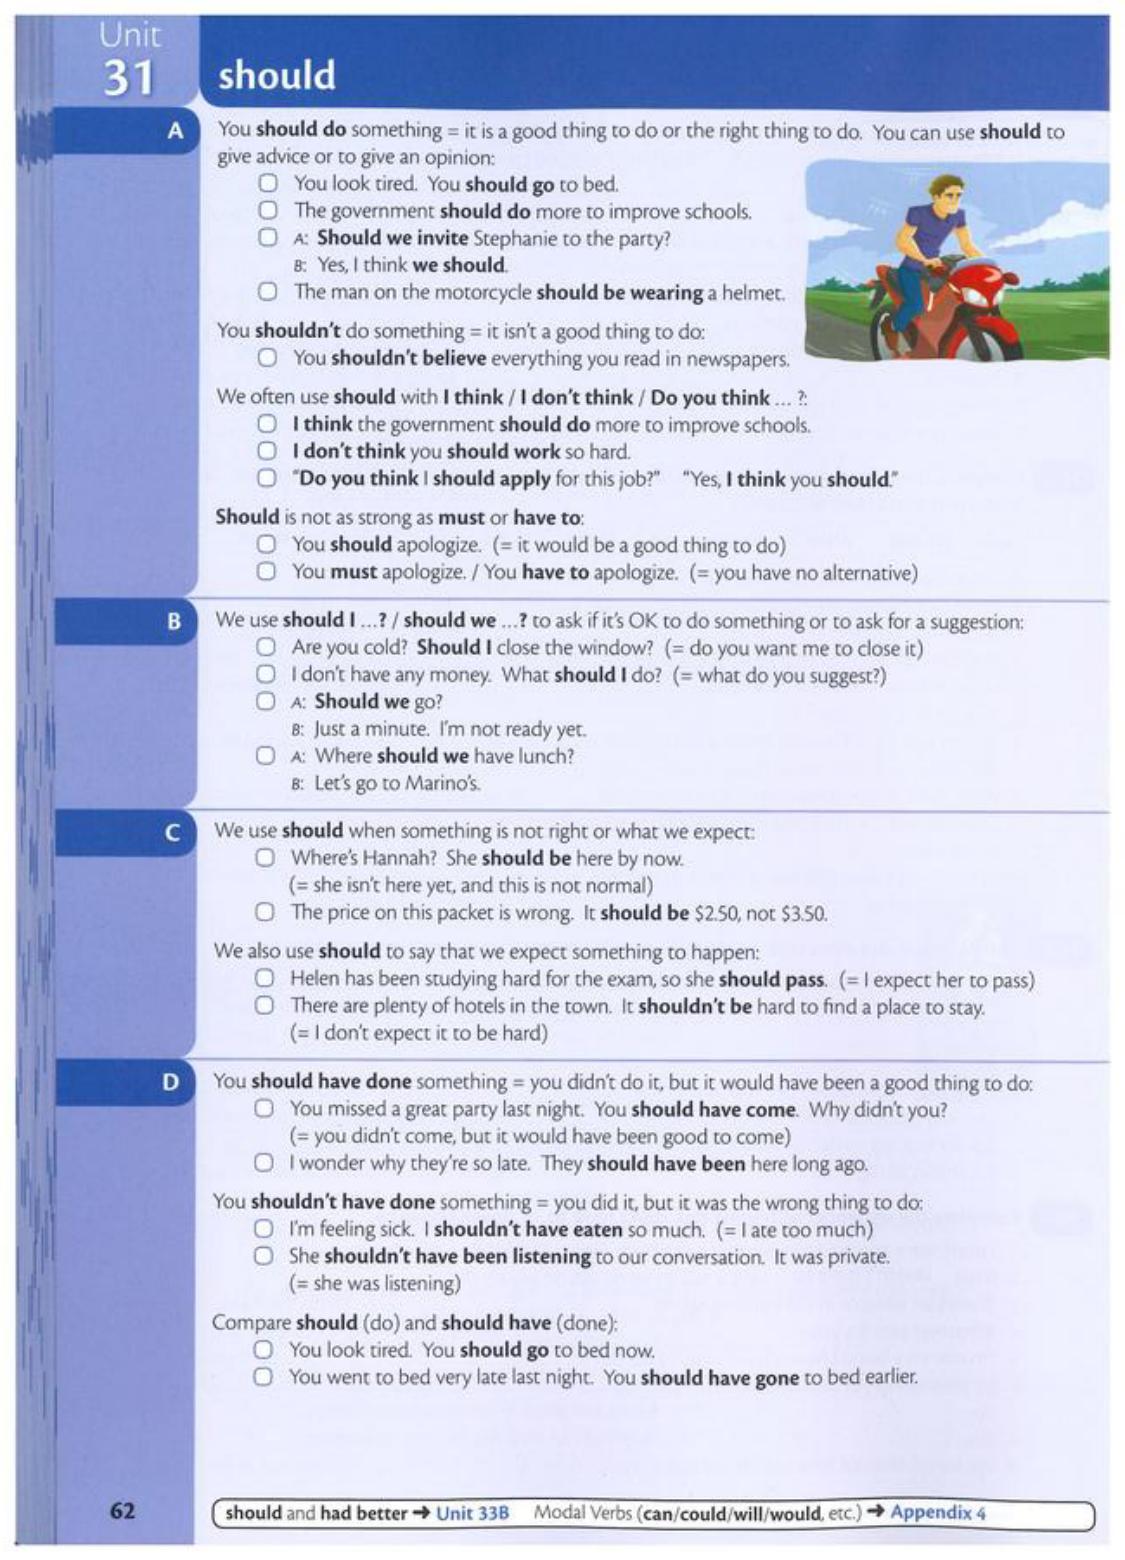 Unit
31
should
A
You should do something = it is a good thing to do or the right thing to do. You can use should to
give advice or to give an opinion:
You look tired. You should go to bed.
The government should do more to improve schools.
A: Should we invite Stephanie to the party?
B: Yes, I think we should.
The man on the motorcycle should be wearing a helmet.
You shouldn't do something = it isn't a good thing to do:
You shouldn't believe everything you read in newspapers.
We often use should with I think / I don't think / Do you think ... ?:
I think the government should do more to improve schools.
I don't think you should work so hard.
"Do you think I should apply for this job?" "Yes, I think you should."
Should is not as strong as must or have to:
You should apologize. (= it would be a good thing to do)
You must apologize. / You have to apologize. (= you have no alternative)
B
We use should I ...? / should we ...? to ask if it's OK to do something or to ask for a suggestion:
Are you cold? Should I close the window? (= do you want me to close it)
I don't have any money. What should I do? (= what do you suggest?)
A: Should we go?
B: Just a minute. I'm not ready yet.
A: Where should we have lunch?
B: Let's go to Marino's.
C
We use should when something is not right or what we expect:
Where's Hannah? She should be here by now.
(= she isn't here yet, and this is not normal)
The price on this packet is wrong. It should be $2.50, not $3.50.
We also use should to say that we expect something to happen:
Helen has been studying hard for the exam, so she should pass. (= I expect her to pass)
There are plenty of hotels in the town. It shouldn't be hard to find a place to stay.
(= I don't expect it to be hard)
D
You should have done something = you didn't do it, but it would have been a good thing to do:
You missed a great party last night. You should have come. Why didn't you?
(= you didn't come, but it would have been good to come)
I wonder why they're so late. They should have been here long ago.
You shouldn't have done something = you did it, but it was the wrong thing to do:
I'm feeling sick. I shouldn't have eaten so much. (= I ate too much)
She shouldn't have been listening to our conversation. It was private.
(= she was listening)
Compare should (do) and should have (done):
You look tired. You should go to bed now.
You went to bed very late last night. You should have gone to bed earlier.
62
should and had better ➜ Unit 33B Modal Verbs (can/could/will/would, etc.) ➜ Appendix 4